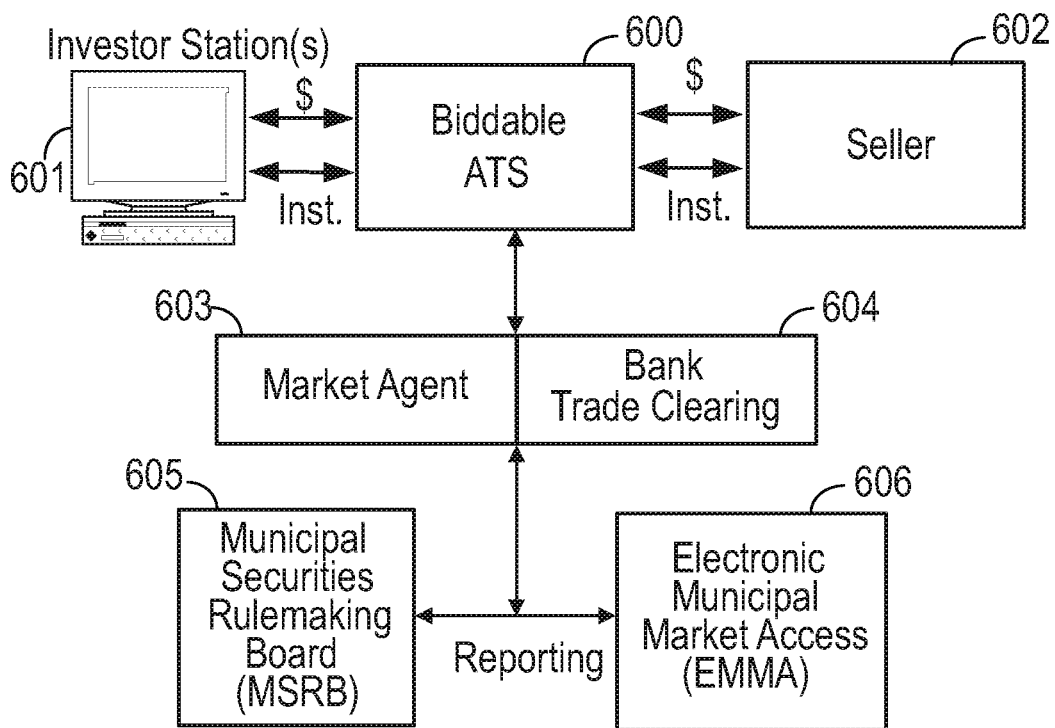 Investor Station(s)
600
602
$
$
Biddable
ATS
Seller
601
Inst.
Inst.
603
604
Market Agent
Bank
Trade Clearing
605
606
Municipal
Securities
Rulemaking
Board
(MSRB)
Reporting
Electronic
Municipal
Market Access
(EMMA)